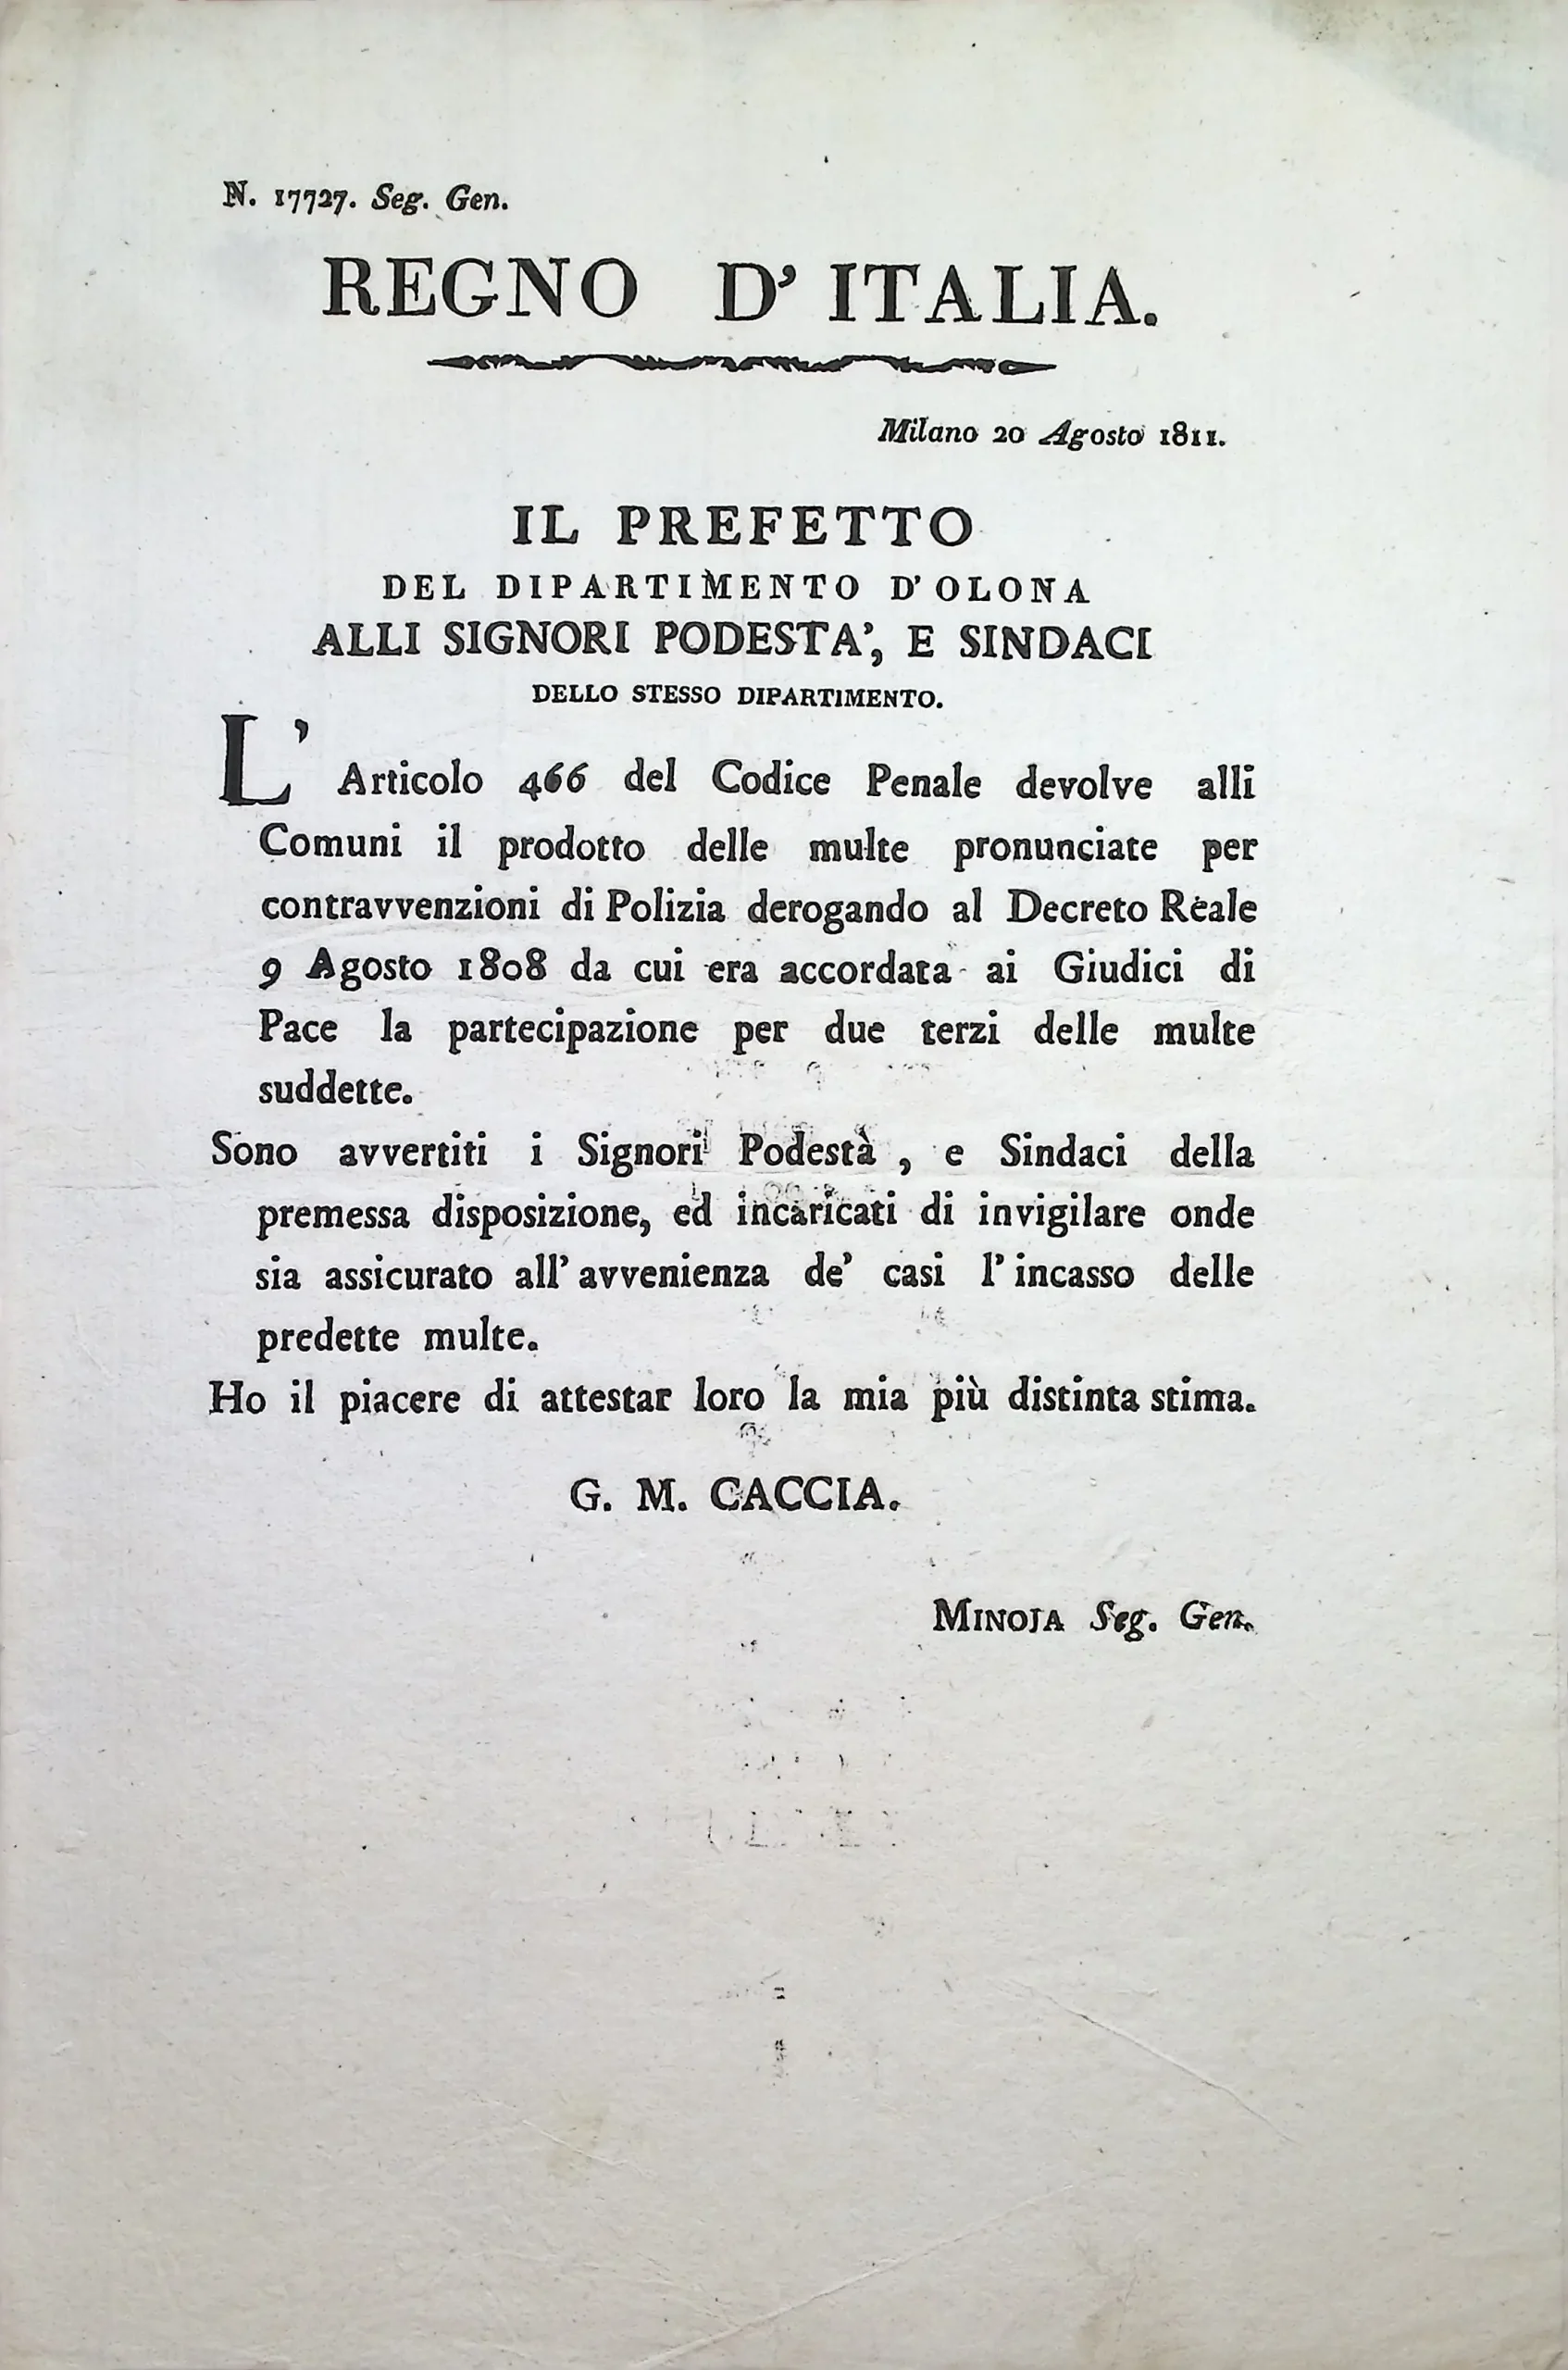 N. 17727. Seg. Gen.
REGNO D' ITALIA.
Milano 20 Agosto 1811.
IL PREFETTO
DEL DIPARTIMENTO D'OLONA
ALLI SIGNORI PODESTA', E SINDACI
DELLO STESSO DIPARTIMENTO.
L' Articolo 466 del Codice Penale devolve alli
Comuni il prodotto delle multe pronunciate per
contravvenzioni di Polizia derogando al Decreto Reale
9 Agosto 1808 da cui era accordata ai Giudici di
Pace la partecipazione per due terzi delle multe
suddette.
Sono avvertiti i Signori Podestà , e Sindaci della
premessa disposizione, ed incaricati di invigilare onde
sia assicurato all' avvenienza de' casi l' incasso delle
predette multe.
Ho il piacere di attestar loro la mia più distinta stima.
G. M. CACCIA.
MINOJA Seg. Gen.